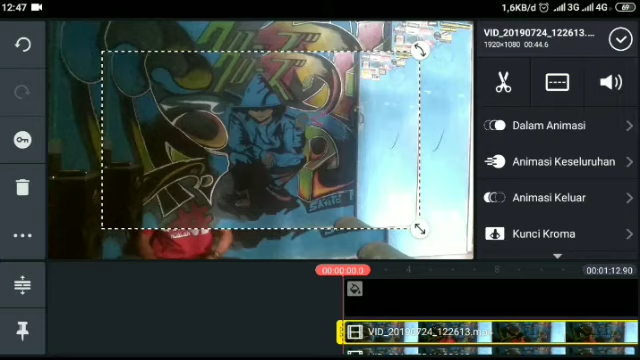 12:47
1,6KB/d
3G
4G
69
VID_20190724_122613....
1920×1080 00:44.6
Dalam Animasi
Animasi Keseluruhan
Animasi Keluar
Kunci Kroma
00:00:00.0
4
8
00:01:12.90
VID_20190724_122613.mp4